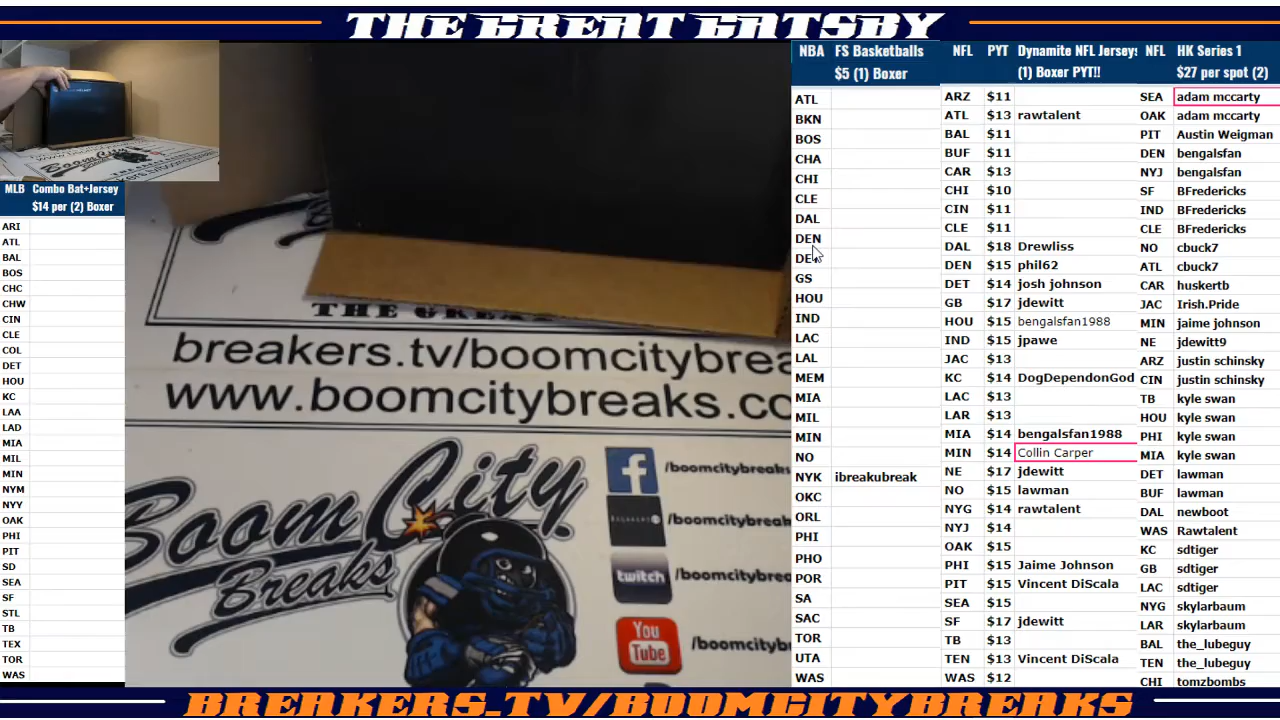 THE GREAT GATSBY
MLB Combo Bat+Jersey
$14 per (2) Boxer
ARI
ATL
BAL
BOS
CHC
CHW
CIN
CLE
COL
DET
HOU
KC
LAA
LAD
MIA
MIL
MIN
NYM
NYY
OAK
PHI
PIT
SD
SEA
SF
STL
TB
TEX
TOR
WAS
THE GREAT
breakers.tv/boomcitybrea
www.boomcitybreaks.co
Boom City
Breaks
/boomcitybreaks
/boomcitybreak
twitch /boomcitybrea
You Tube /boomcitybre
NBA FS Basketballs
$5 (1) Boxer
ATL
BKN
BOS
CHA
CHI
CLE
DAL
DEN
GS
HOU
IND
LAC
LAL
MEM
MIA
MIL
MIN
NO
NYK ibreakubreak
OKC
ORL
PHI
PHO
POR
SA
SAC
TOR
UTA
WAS
NFL PYT Dynamite NFL Jerseys
(1) Boxer PYT!!
ARZ $11
ATL $13 rawtalent
BAL $11
BUF $11
CAR $13
CHI $10
CIN $11
CLE $11
DAL $18 Drewliss
DEN $15 phil62
DET $14 josh johnson
GB $17 jdewitt
HOU $15 bengalsfan1988
IND $15 jpawe
JAC $13
KC $14 DogDependonGod
LAC $13
LAR $13
MIA $14 bengalsfan1988
MIN $14 Collin Carper
NE $17 jdewitt
NO $15 lawman
NYG $14 rawtalent
NYJ $14
OAK $15
PHI $15 Jaime Johnson
PIT $15 Vincent DiScala
SEA $15
SF $17 jdewitt
TB $13
TEN $13 Vincent DiScala
WAS $12
NFL HK Series 1
$27 per spot (2)
SEA adam mccarty
OAK adam mccarty
PIT Austin Weigman
DEN bengalsfan
NYJ bengalsfan
SF BFredericks
IND BFredericks
CLE BFredericks
NO cbuck7
ATL cbuck7
CAR huskertb
JAC Irish.Pride
MIN jaime johnson
NE jdewitt9
ARZ justin schinsky
CIN justin schinsky
TB kyle swan
HOU kyle swan
PHI kyle swan
MIA kyle swan
DET lawman
BUF lawman
DAL newboot
WAS Rawtalent
KC sdtiger
GB sdtiger
LAC sdtiger
NYG skylarbaum
LAR skylarbaum
BAL the_lubeguy
TEN the_lubeguy
CHI tomzbombs
BREAKERS.TV/BOOMCITYBREAKS